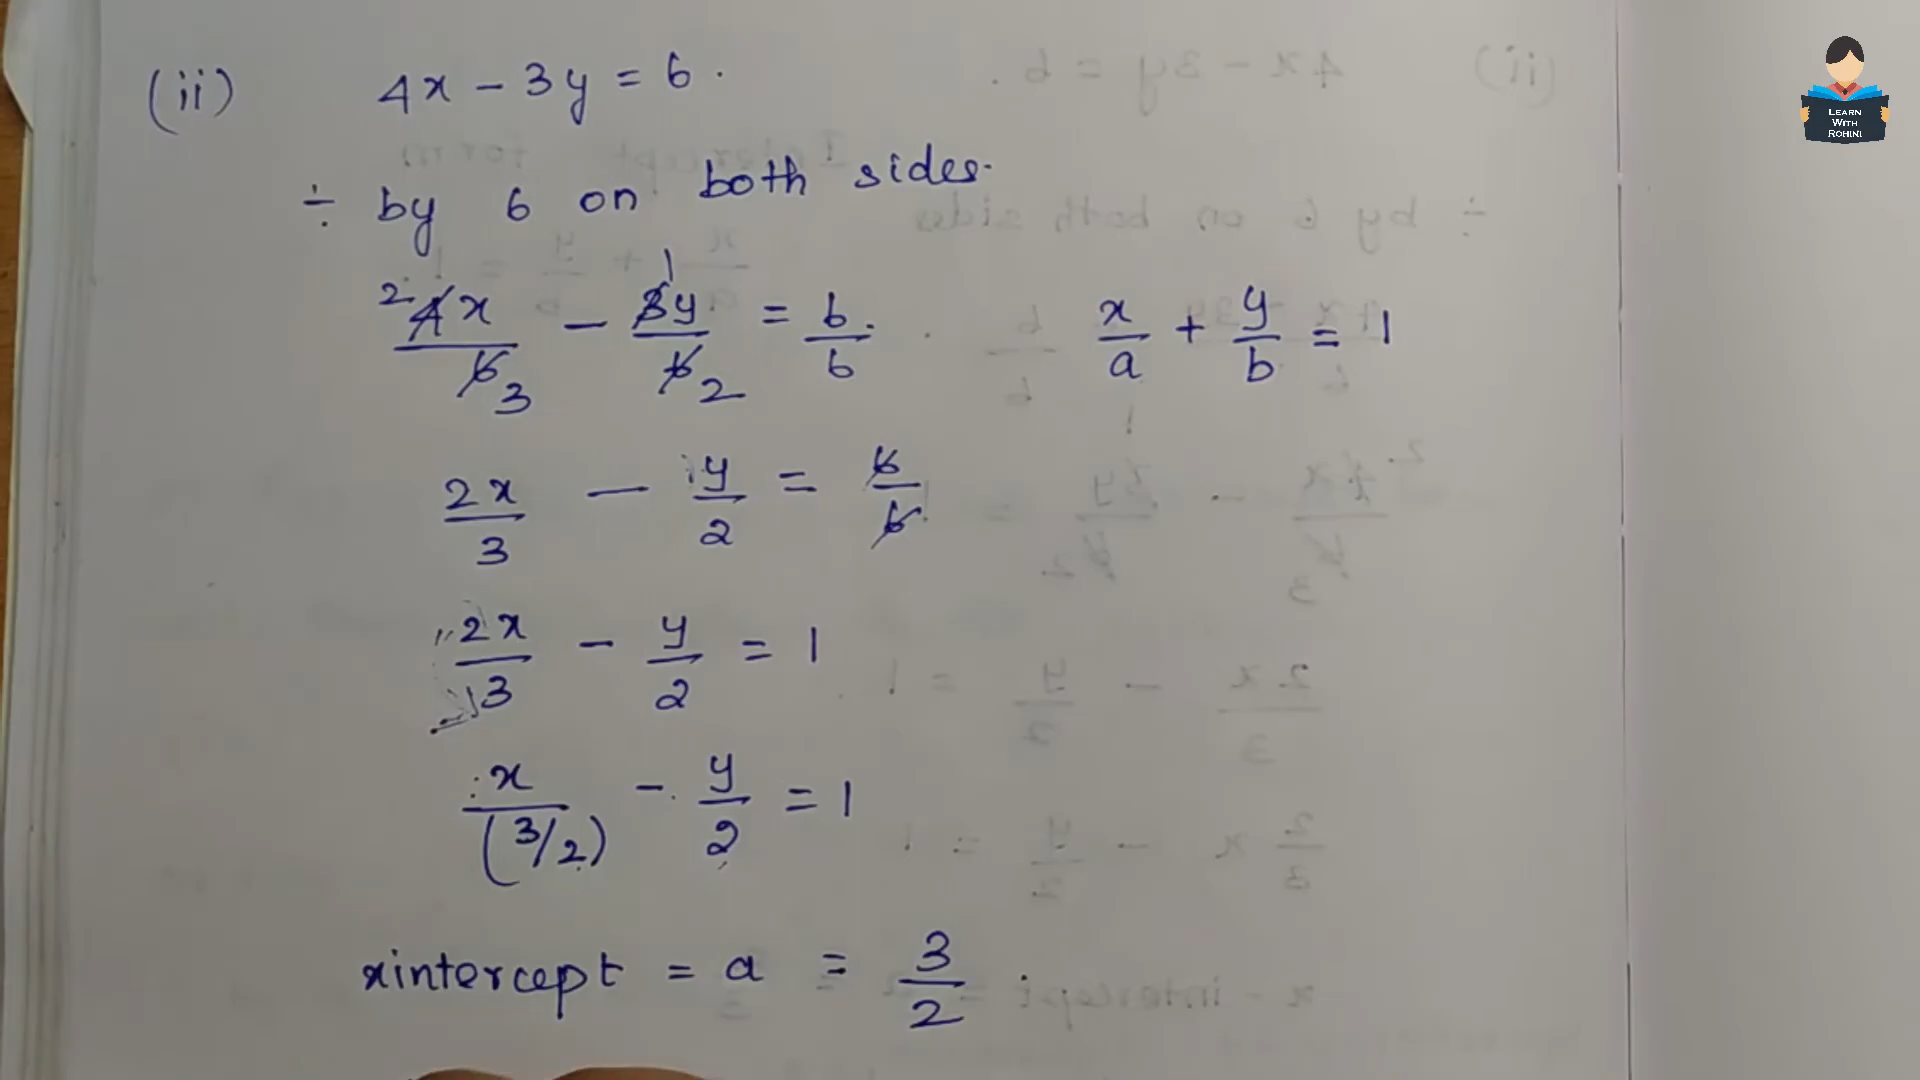 (ii) 4x - 3y = 6.
÷ by 6 on both sides.
2 4x/6 3 - 1 3y/6 2 = 6/6. x/a + y/b = 1
2x/3 - y/2 = 6/6
2x/3 - y/2 = 1
x/(3/2) - y/2 = 1
xintercept = a = 3/2
LEARN
WITH
ROHINI